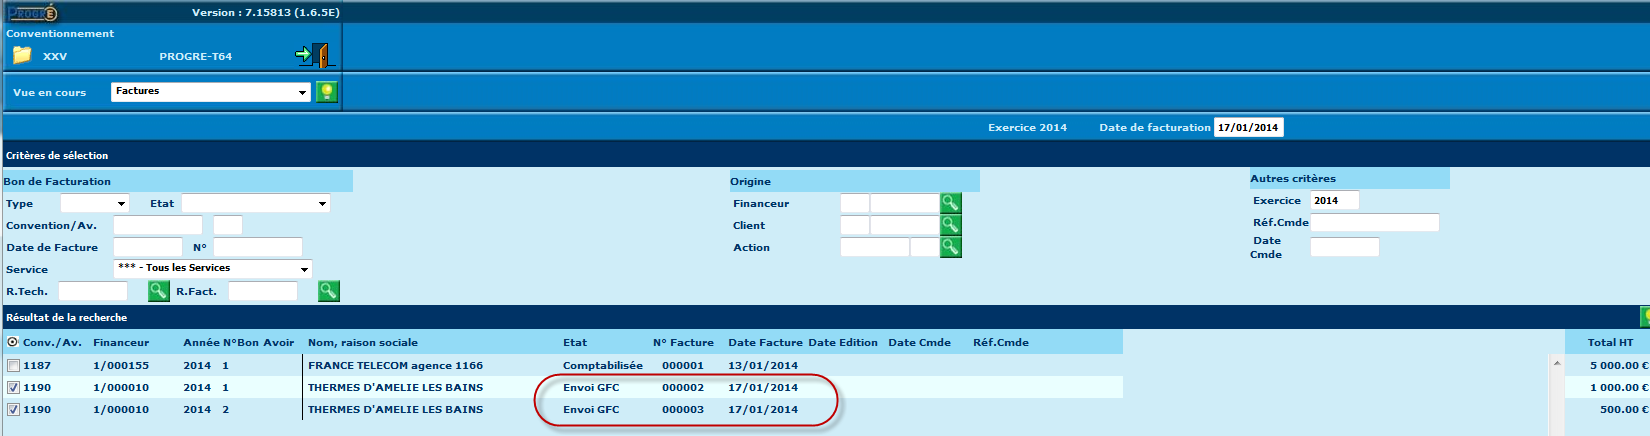 PROGRÉ Version : 7.15813 (1.6.5E)
Conventionnement
XXV PROGRE-T64
Vue en cours Factures
Exercice 2014 Date de facturation 17/01/2014
Critères de sélection
Bon de Facturation Origine Autres critères
Type Etat Financeur Exercice 2014
Convention/Av. Client Réf.Cmde
Date de Facture N° Action Date Cmde
Service *** - Tous les Services
R.Tech. R.Fact.
Résultat de la recherche
Conv./Av. Financeur Année N°Bon Avoir Nom, raison sociale Etat N° Facture Date Facture Date Edition Date Cmde Réf.Cmde Total HT
1187 1/000155 2014 1 FRANCE TELECOM agence 1166 Comptabilisée 000001 13/01/2014 5 000.00 €
1190 1/000010 2014 1 THERMES D'AMELIE LES BAINS Envoi GFC 000002 17/01/2014 1 000.00 €
1190 1/000010 2014 2 THERMES D'AMELIE LES BAINS Envoi GFC 000003 17/01/2014 500.00 €